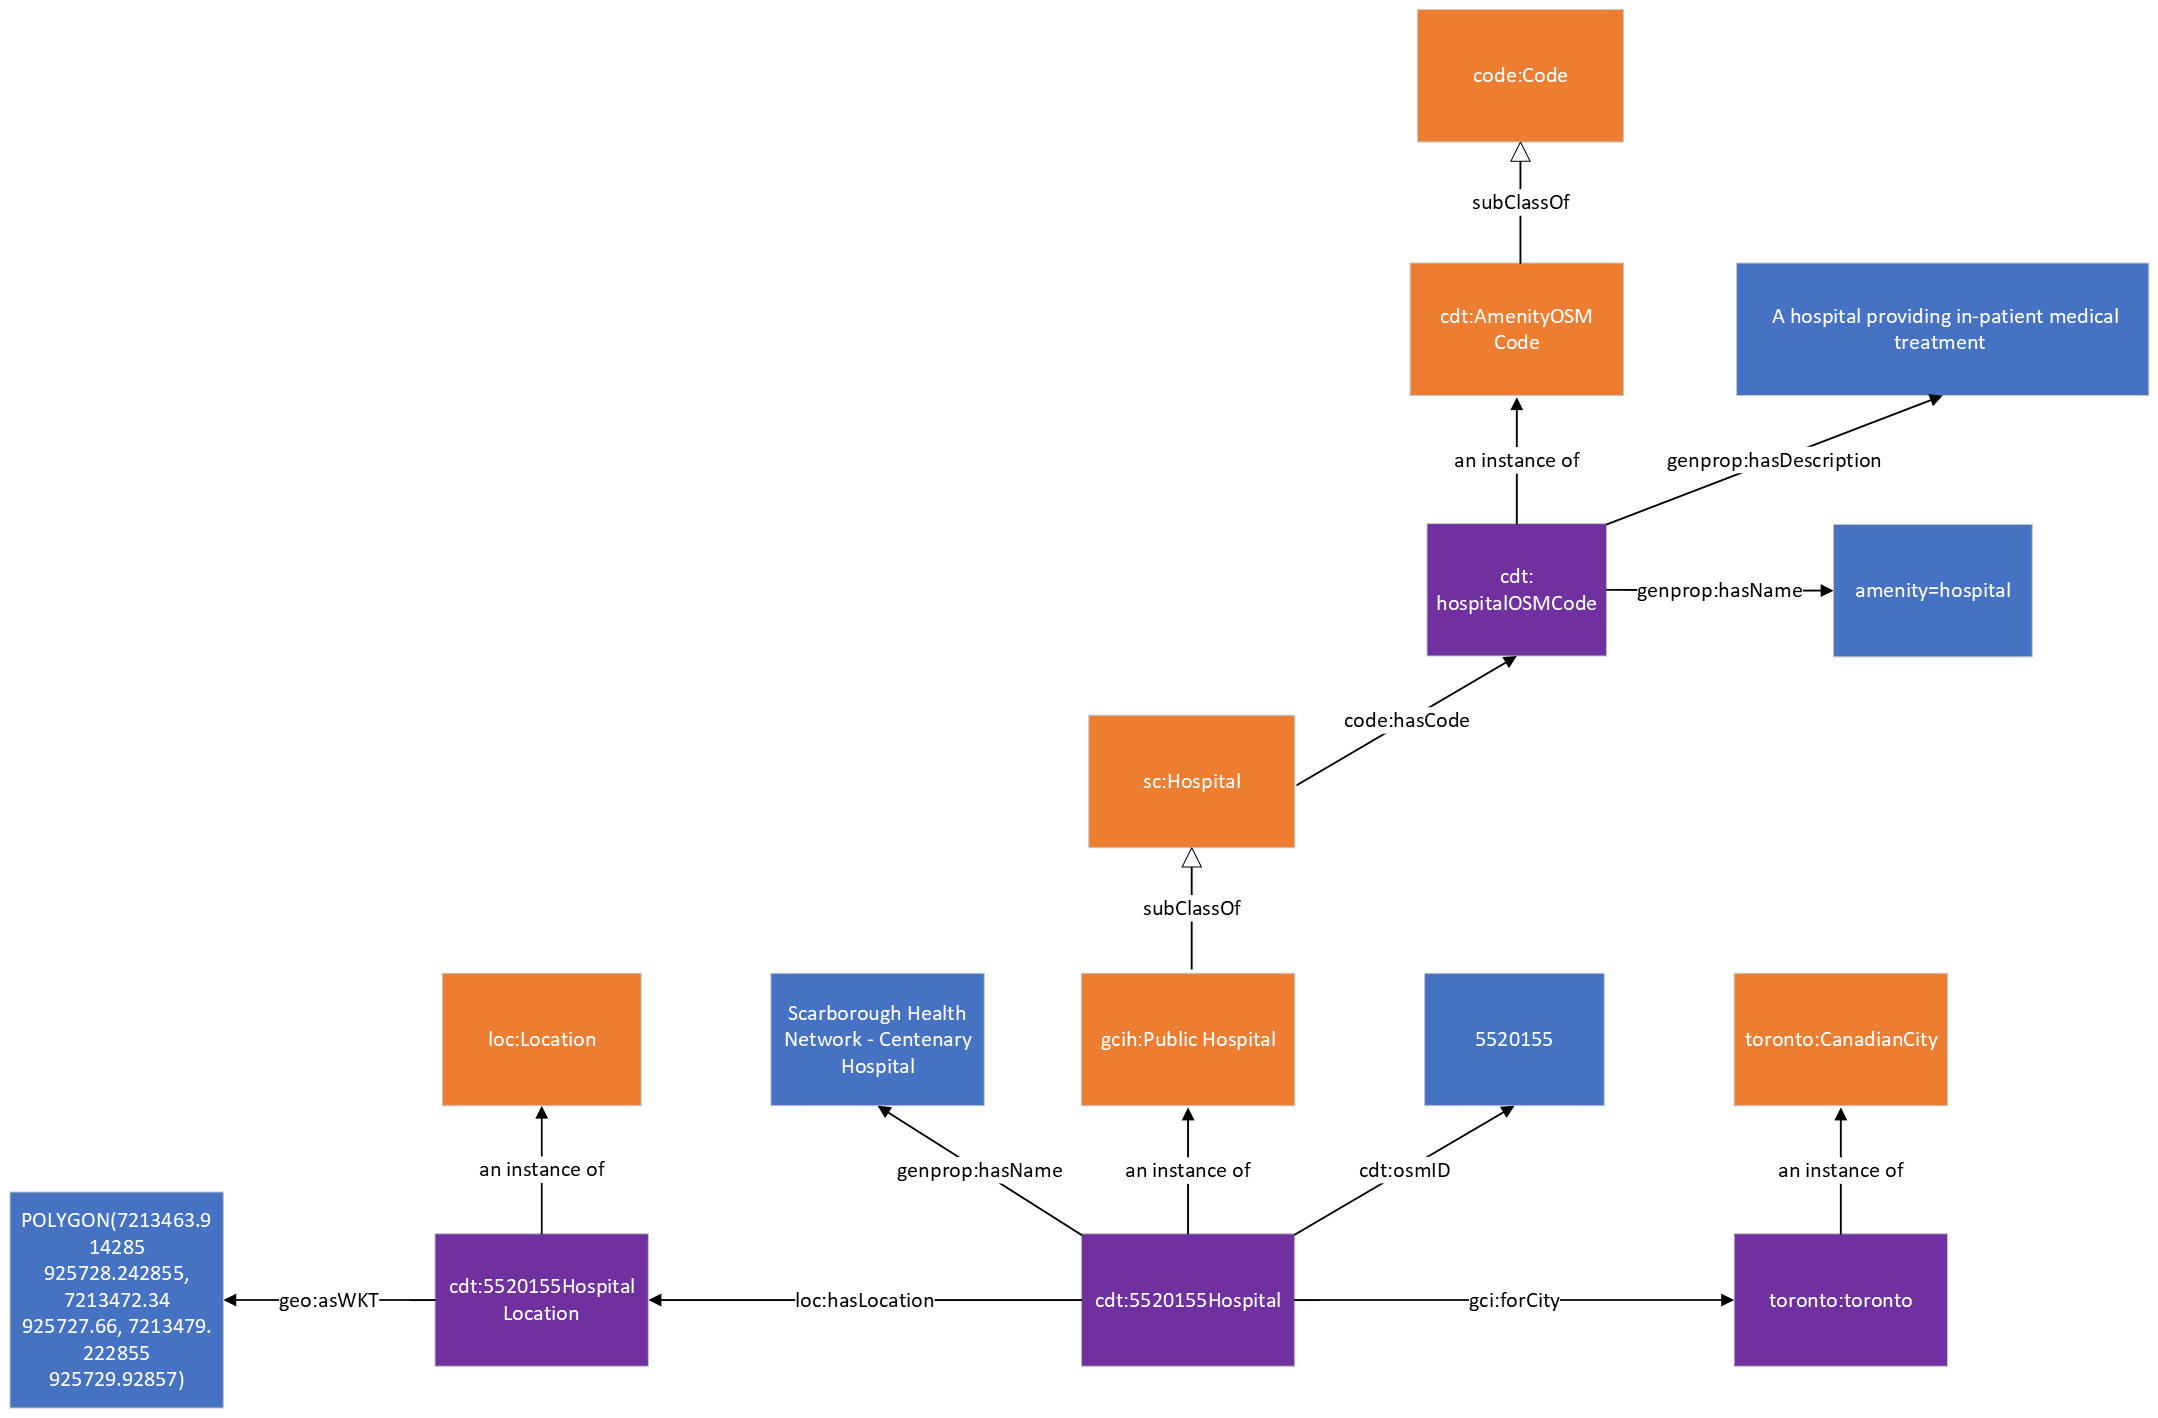 code:Code
subClassOf
cdt:AmenityOSM
Code
A hospital providing in-patient medical
treatment
an instance of
genprop:hasDescription
cdt:
hospitalOSMCode
genprop:hasName
amenity=hospital
code:hasCode
sc:Hospital
subClassOf
loc:Location
Scarborough Health
Network - Centenary
Hospital
gcih:Public Hospital
5520155
toronto:CanadianCity
an instance of
genprop:hasName
an instance of
cdt:osmID
an instance of
POLYGON(7213463.9
14285
925728.242855,
7213472.34
925727.66, 7213479.
222855
925729.92857)
geo:asWKT
cdt:5520155Hospital
Location
loc:hasLocation
cdt:5520155Hospital
gci:forCity
toronto:toronto